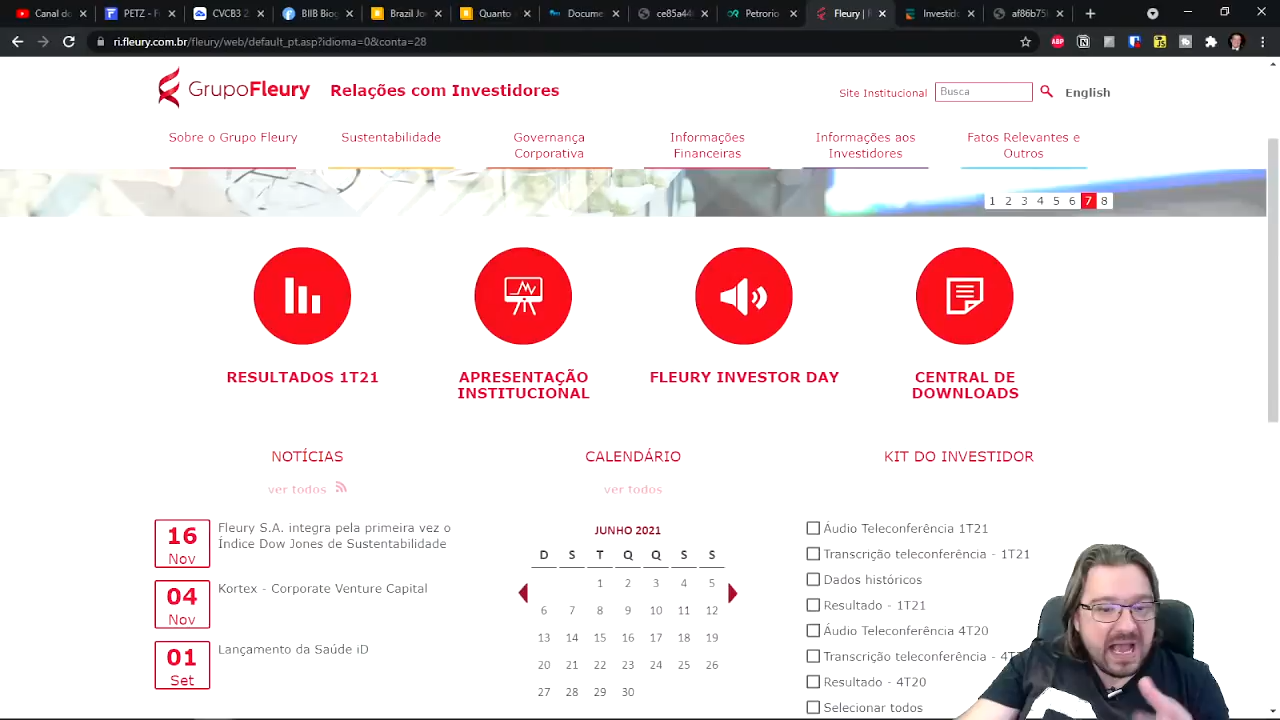 Canal do
PETZ - F
CVCB3
BIIB Biog
Brazil Jo
Quantos
Docume
ce85a44
Petrorio
Fleury |
Investid
af86b75
ri.fleury.com.br/fleury/web/default_pt.asp?idioma=0&conta=28
GrupoFleury
Relações com Investidores
Site Institucional
Busca
English
Sobre o Grupo Fleury
Sustentabilidade
Governança
Corporativa
Informações
Financeiras
Informações aos
Investidores
Fatos Relevantes e
Outros
1 2 3 4 5 6 7 8
RESULTADOS 1T21
APRESENTAÇÃO
INSTITUCIONAL
FLEURY INVESTOR DAY
CENTRAL DE
DOWNLOADS
NOTÍCIAS
ver todos
16
Nov
Fleury S.A. integra pela primeira vez o
Índice Dow Jones de Sustentabilidade
04
Nov
Kortex - Corporate Venture Capital
01
Set
Lançamento da Saúde iD
CALENDÁRIO
ver todos
JUNHO 2021
D S T Q Q S S
1 2 3 4 5
6 7 8 9 10 11 12
13 14 15 16 17 18 19
20 21 22 23 24 25 26
27 28 29 30
KIT DO INVESTIDOR
Áudio Teleconferência 1T21
Transcrição teleconferência - 1T21
Dados históricos
Resultado - 1T21
Áudio Teleconferência 4T20
Transcrição teleconferência - 4T
Resultado - 4T20
Selecionar todos